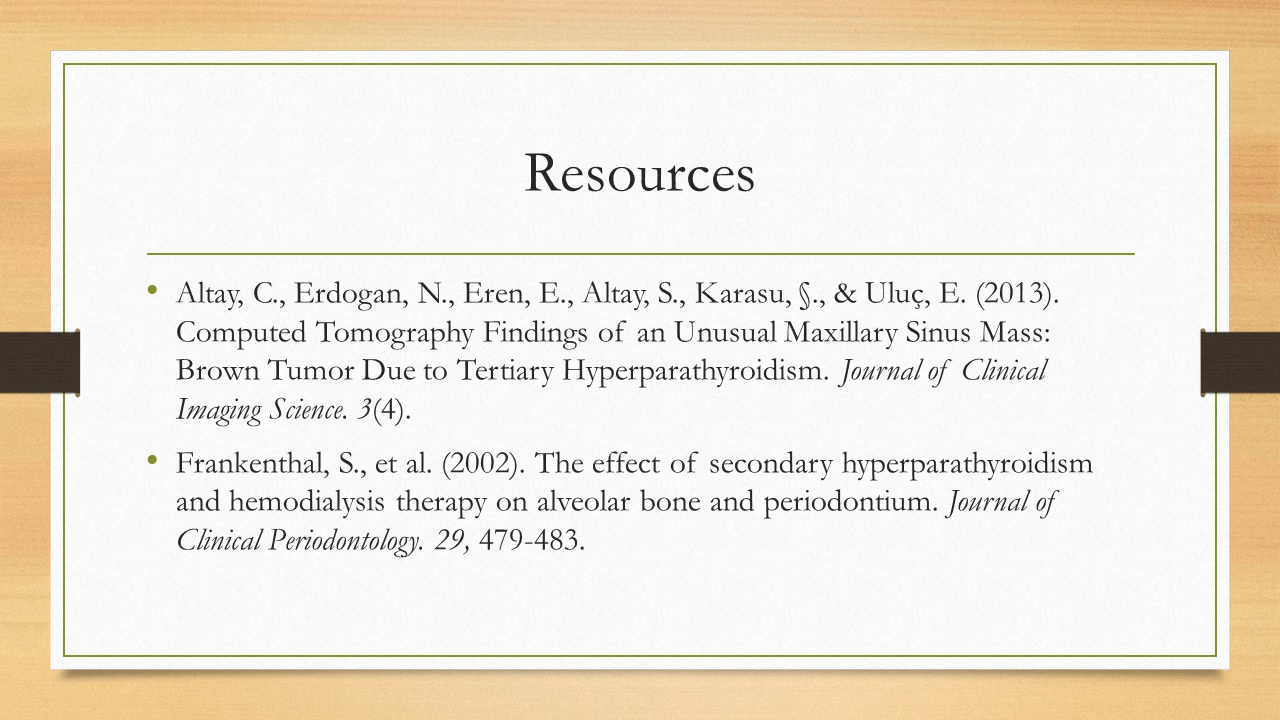 Resources
• Altay, C., Erdogan, N., Eren, E., Altay, S., Karasu, Ş., & Uluç, E. (2013).
Computed Tomography Findings of an Unusual Maxillary Sinus Mass:
Brown Tumor Due to Tertiary Hyperparathyroidism. Journal of Clinical
Imaging Science. 3(4).
• Frankenthal, S., et al. (2002). The effect of secondary hyperparathyroidism
and hemodialysis therapy on alveolar bone and periodontium. Journal of
Clinical Periodontology. 29, 479-483.